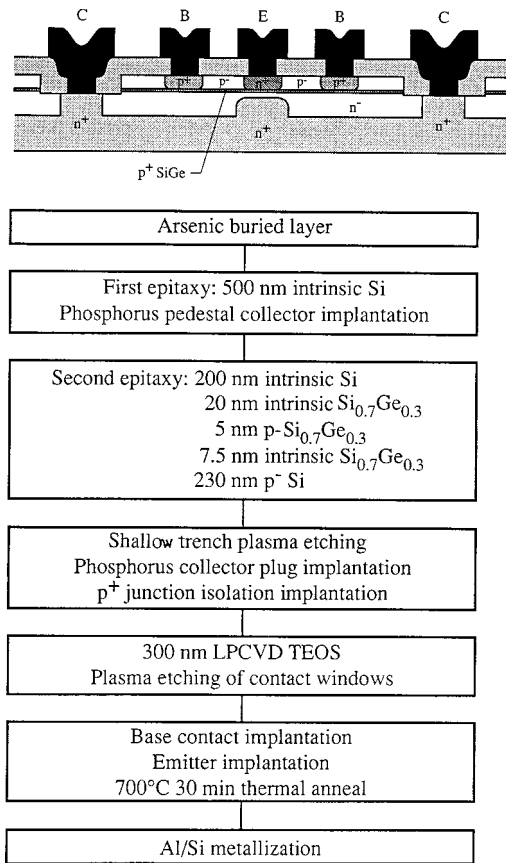 C B E B C
p+ p- n+ p- p+
n-
n+ n+ n+
p+ SiGe
Arsenic buried layer
First epitaxy: 500 nm intrinsic Si
Phosphorus pedestal collector implantation
Second epitaxy: 200 nm intrinsic Si
20 nm intrinsic Si0.7Ge0.3
5 nm p-Si0.7Ge0.3
7.5 nm intrinsic Si0.7Ge0.3
230 nm p- Si
Shallow trench plasma etching
Phosphorus collector plug implantation
p+ junction isolation implantation
300 nm LPCVD TEOS
Plasma etching of contact windows
Base contact implantation
Emitter implantation
700°C 30 min thermal anneal
Al/Si metallization